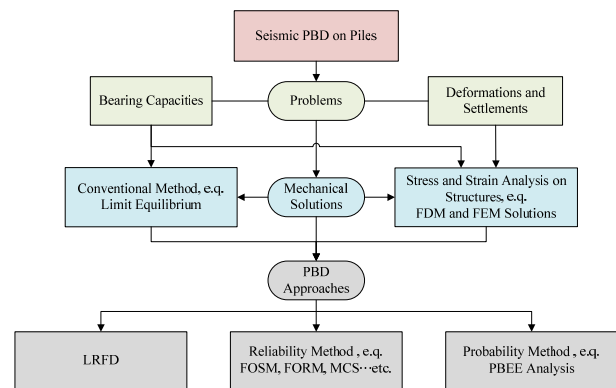 Seismic PBD on Piles
Bearing Capacities
Problems
Deformations and
Settlements
Conventional Method, e.q.
Limit Equilibrium
Mechanical
Solutions
Stress and Strain Analysis on
Structures, e.q.
FDM and FEM Solutions
PBD
Approaches
LRFD
Reliability Method , e.q.
FOSM, FORM, MCS…etc.
Probability Method , e.q.
PBEE Analysis